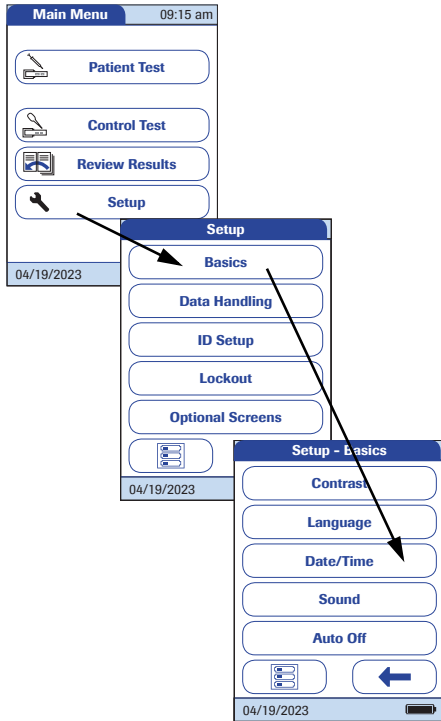 Main Menu
09:15 am
Patient Test
Control Test
Review Results
Setup
04/19/2023
Setup
Basics
Data Handling
ID Setup
Lockout
Optional Screens
04/19/2023
Setup - Basics
Contrast
Language
Date/Time
Sound
Auto Off
04/19/2023